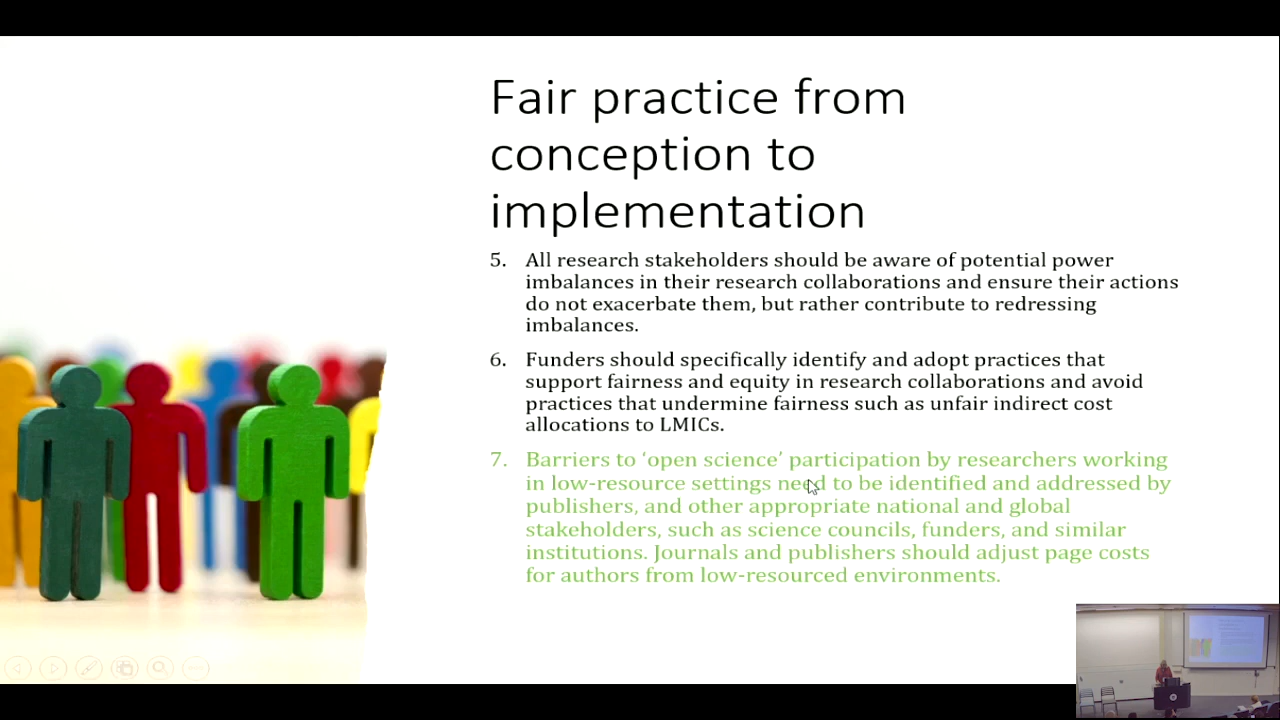 Fair practice from
conception to
implementation
5. All research stakeholders should be aware of potential power
imbalances in their research collaborations and ensure their actions
do not exacerbate them, but rather contribute to redressing
imbalances.
6. Funders should specifically identify and adopt practices that
support fairness and equity in research collaborations and avoid
practices that undermine fairness such as unfair indirect cost
allocations to LMICs.
7. Barriers to ‘open science’ participation by researchers working
in low-resource settings need to be identified and addressed by
publishers, and other appropriate national and global
stakeholders, such as science councils, funders, and similar
institutions. Journals and publishers should adjust page costs
for authors from low-resourced environments.